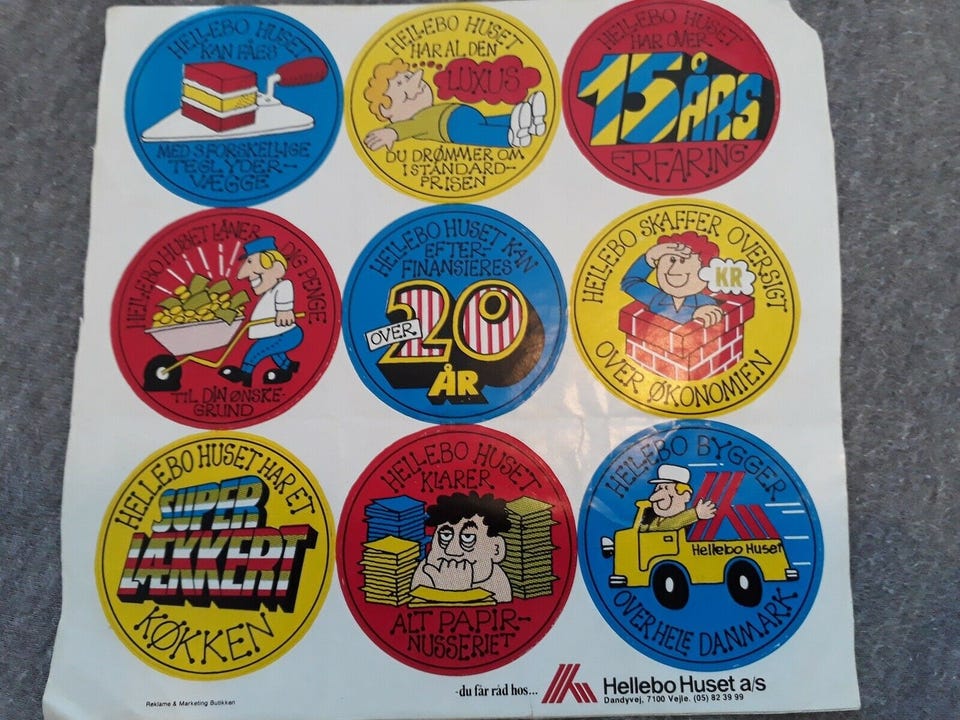 HELLEBO HUSET
KAN FÅES
MED 3 FORSKELLIGE
TEGLYDER-
VÆGGE
HELLEBO HUSET
HAR AL DEN
LUXUS
DU DRØMMER OM
I STANDARD-
PRISEN
HELLEBO HUSET
HAR OVER
15 ÅRS
ERFARING
HELLEBO HUSET LÅNER DIG PENGE
TIL DIN ØNSKE-
GRUND
HELLEBO HUSET KAN
EFTER-
FINANSIERES
OVER
20
ÅR
HELLEBO SKAFFER OVERSIGT
KR
OVER ØKONOMIEN
HELLEBO HUSET HAR ET
SUPER
LÆKKERT
KØKKEN
HELLEBO HUSET
KLARER
ALT PAPIR-
NUSSERIET
HELLEBO BYGGER
Hellebo Huset
OVER HELE DANMARK
-du får råd hos...
Hellebo Huset a/s
Dandyvej, 7100 Vejle. (05) 82 39 99
Reklame & Marketing Butikken